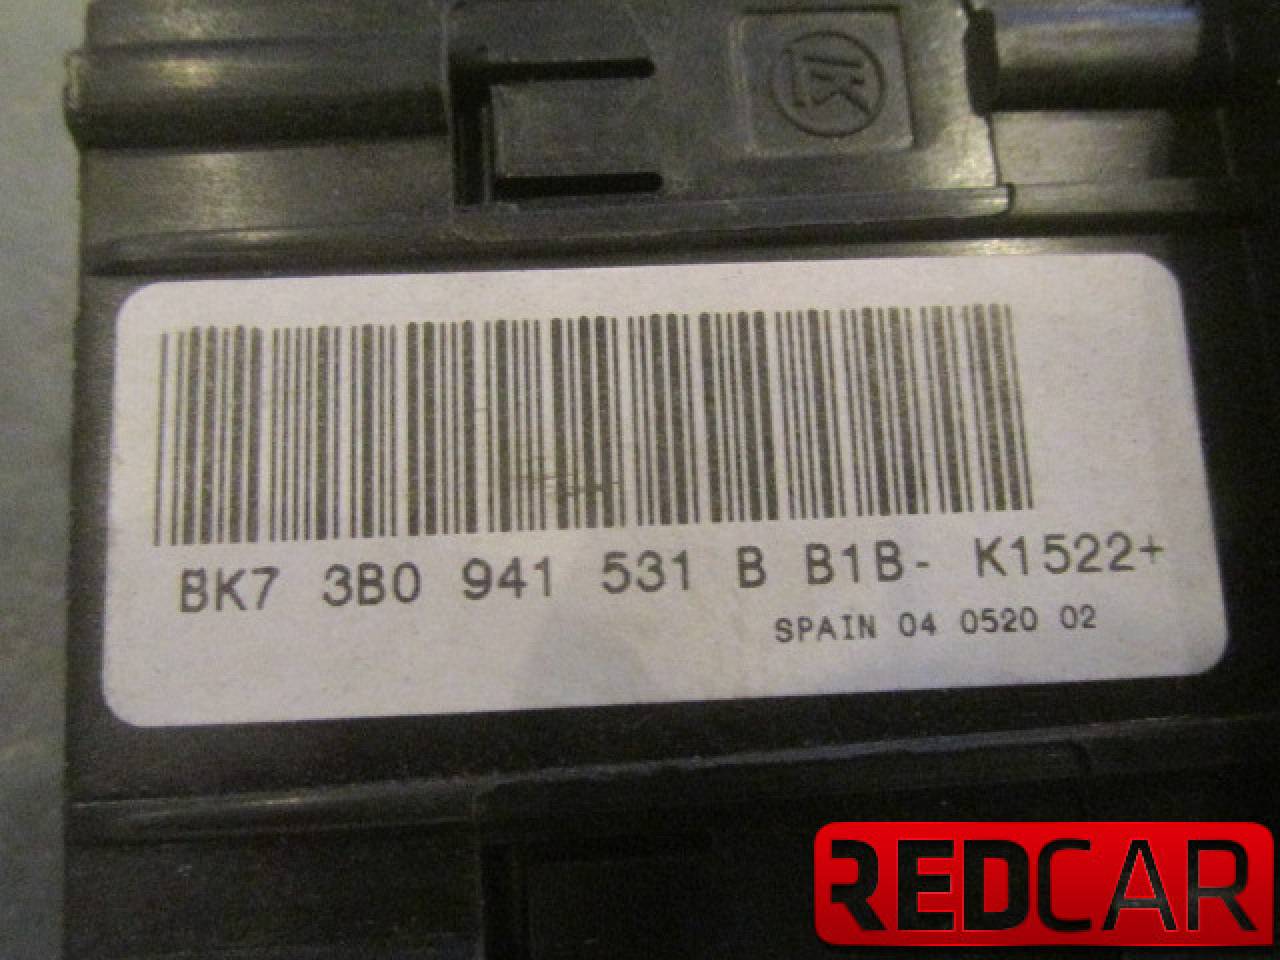 K
BK7 3B0 941 531 B B1B- K1522+
SPAIN 04 0520 02
REDCAR